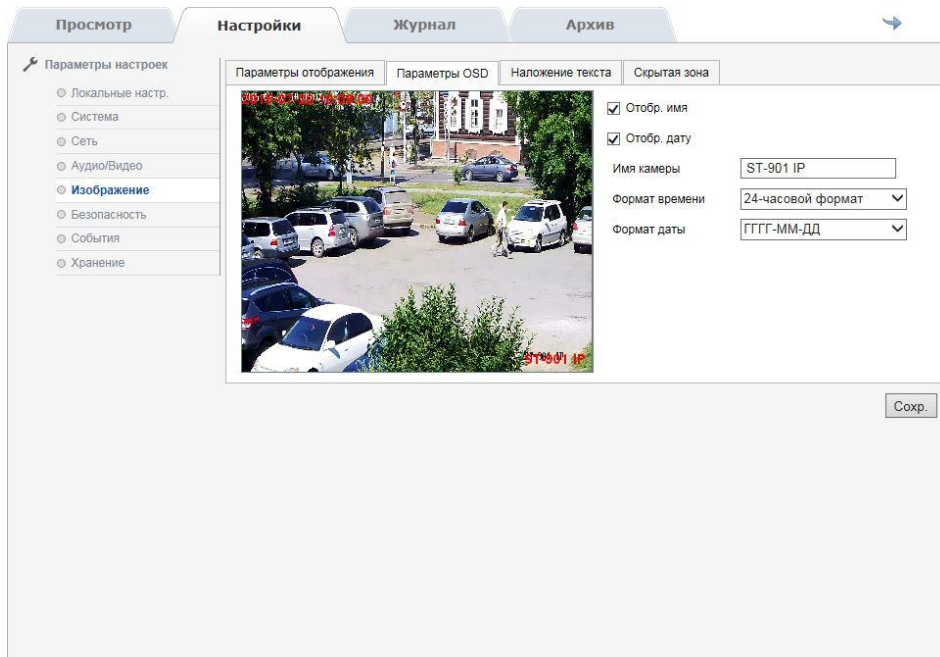 Просмотр
Настройки
Журнал
Архив
Параметры настроек
Локальные настр.
Система
Сеть
Аудио/Видео
Изображение
Безопасность
События
Хранение
Параметры отображения
Параметры OSD
Наложение текста
Скрытая зона
Отобр. имя
Отобр. дату
Имя камеры
ST-901 IP
Формат времени
24-часовой формат
Формат даты
ГГГГ-ММ-ДД
ST-901 IP
Сохр.